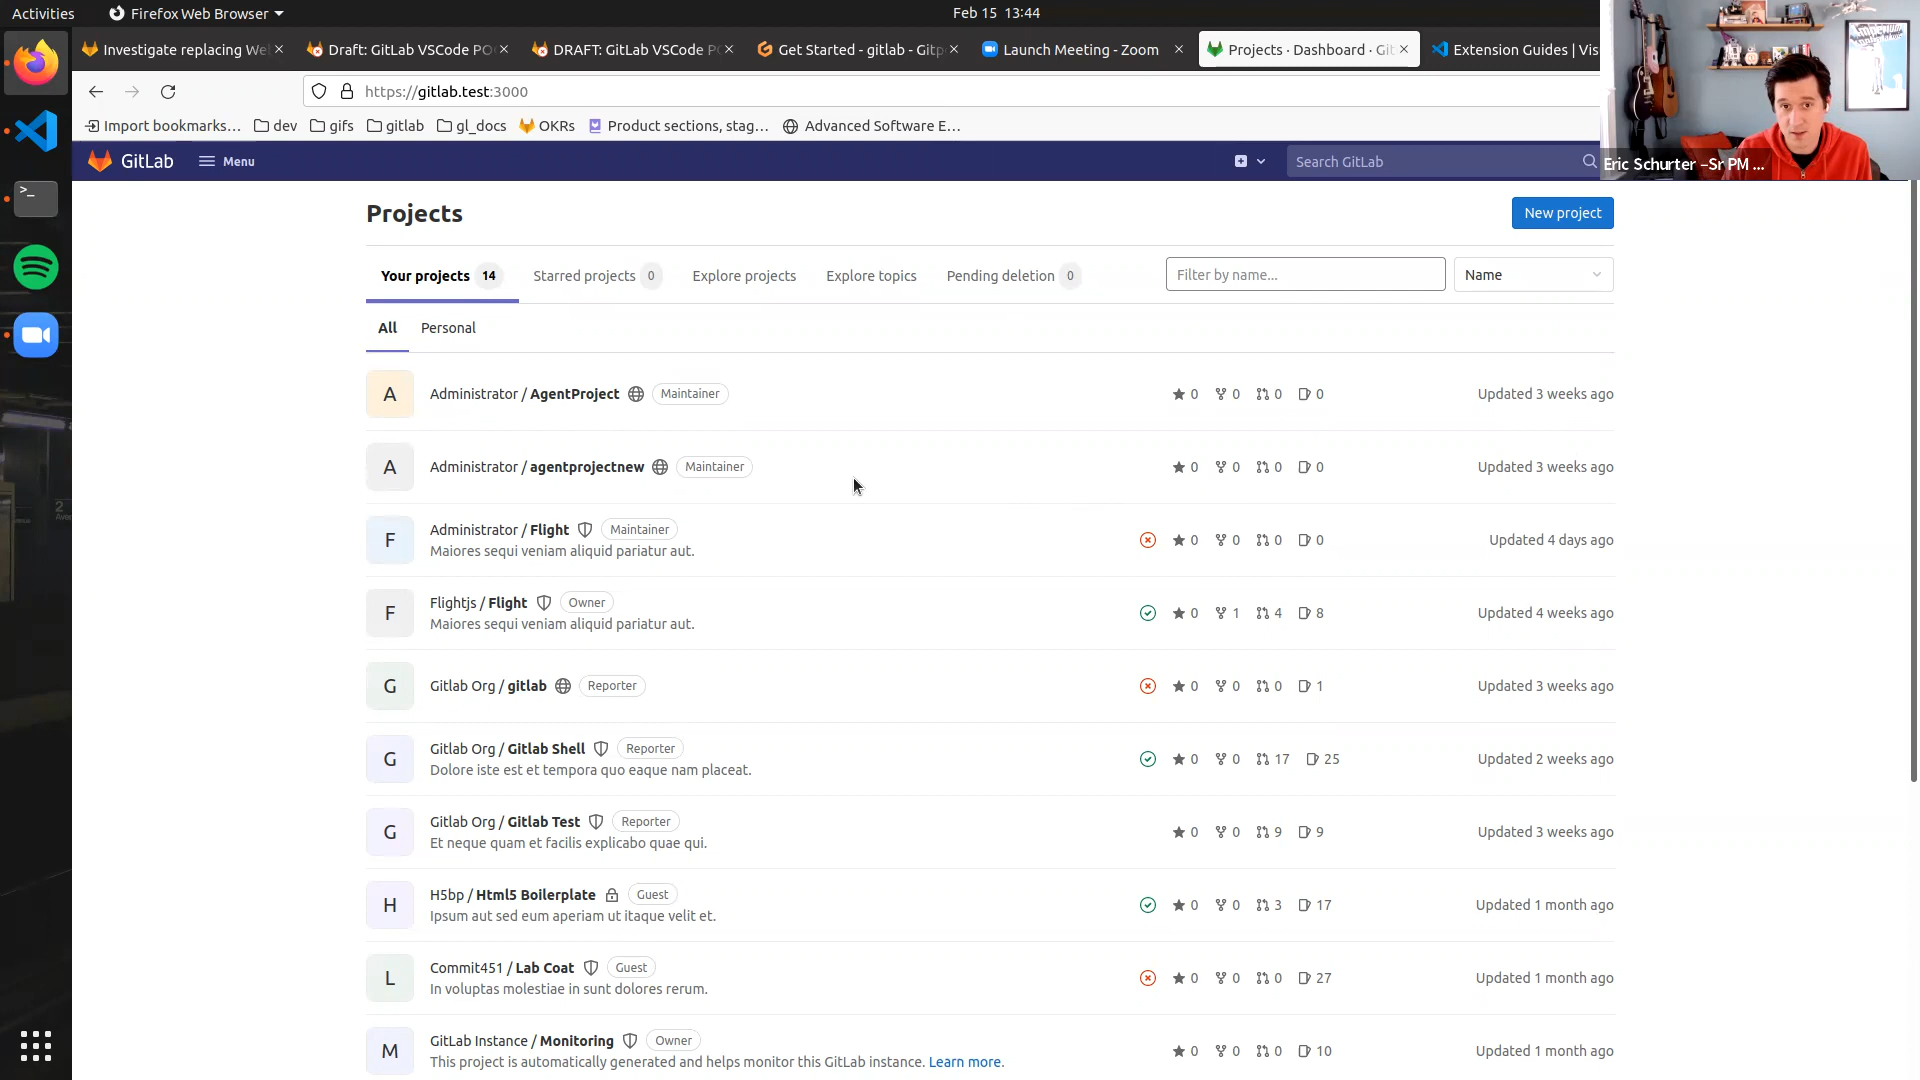 Activities
Firefox Web Browser
Feb 15 13:44
Investigate replacing We
Draft: GitLab VSCode PO
DRAFT: GitLab VSCode P
Get Started - gitlab - Gitp
Launch Meeting - Zoom
Projects · Dashboard · Git
Extension Guides | Vis
https://gitlab.test:3000
Import bookmarks...
dev
gifs
gitlab
gl_docs
OKRs
Product sections, stag...
Advanced Software E...
GitLab
Menu
Search GitLab
Eric Schurter –Sr PM ...
Projects
New project
Your projects 14
Starred projects 0
Explore projects
Explore topics
Pending deletion 0
Filter by name...
Name
All
Personal
A
Administrator / AgentProject Maintainer
0 0 0 0
Updated 3 weeks ago
A
Administrator / agentprojectnew Maintainer
0 0 0 0
Updated 3 weeks ago
F
Administrator / Flight Maintainer
Maiores sequi veniam aliquid pariatur aut.
0 0 0 0
Updated 4 days ago
F
Flightjs / Flight Owner
Maiores sequi veniam aliquid pariatur aut.
0 1 4 8
Updated 4 weeks ago
G
Gitlab Org / gitlab Reporter
0 0 0 1
Updated 3 weeks ago
G
Gitlab Org / Gitlab Shell Reporter
Dolore iste est et tempora quo eaque nam placeat.
0 0 17 25
Updated 2 weeks ago
G
Gitlab Org / Gitlab Test Reporter
Et neque quam et facilis explicabo quae qui.
0 0 9 9
Updated 3 weeks ago
H
H5bp / Html5 Boilerplate Guest
Ipsum aut sed eum aperiam ut itaque velit et.
0 0 3 17
Updated 1 month ago
L
Commit451 / Lab Coat Guest
In voluptas molestiae in sunt dolores rerum.
0 0 0 27
Updated 1 month ago
M
GitLab Instance / Monitoring Owner
This project is automatically generated and helps monitor this GitLab instance. Learn more.
0 0 0 10
Updated 1 month ago